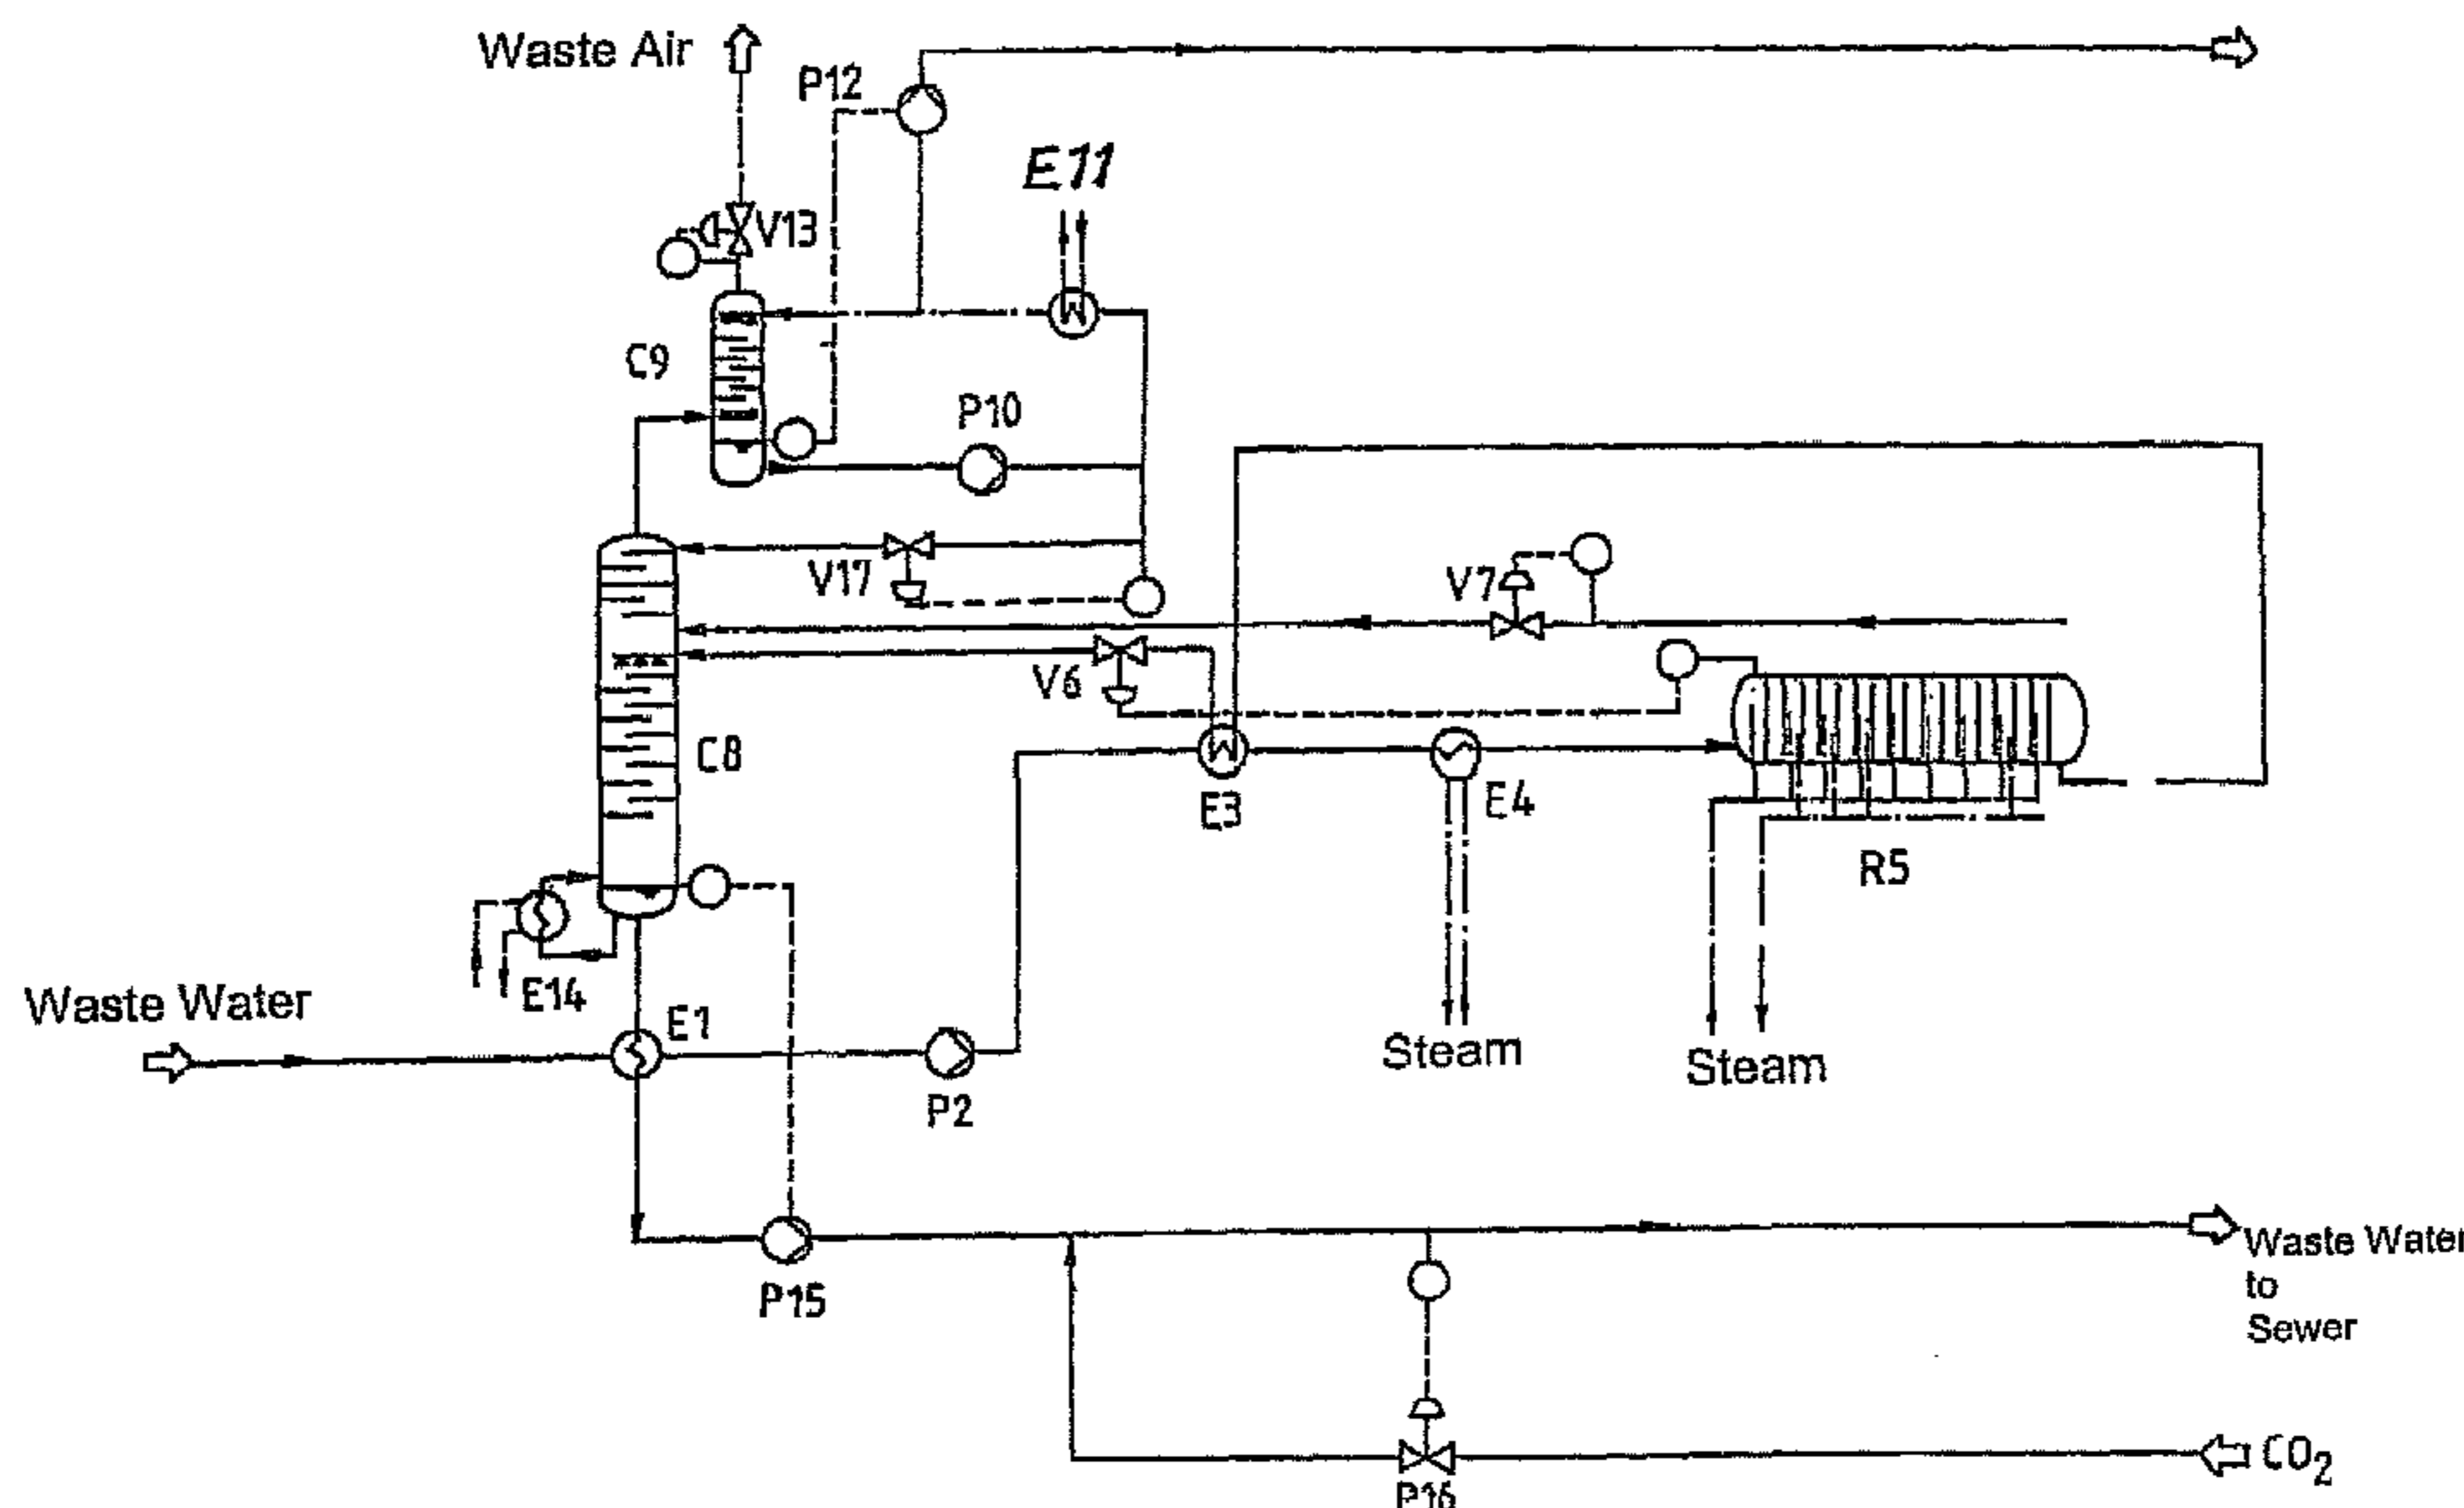 Waste Air
P12
E11
V13
C9
P10
V17
V7
V6
C8
E3
E4
R5
E14
Waste Water
E1
Steam
Steam
P2
P15
Waste Water
to
Sewer
CO₂
P16